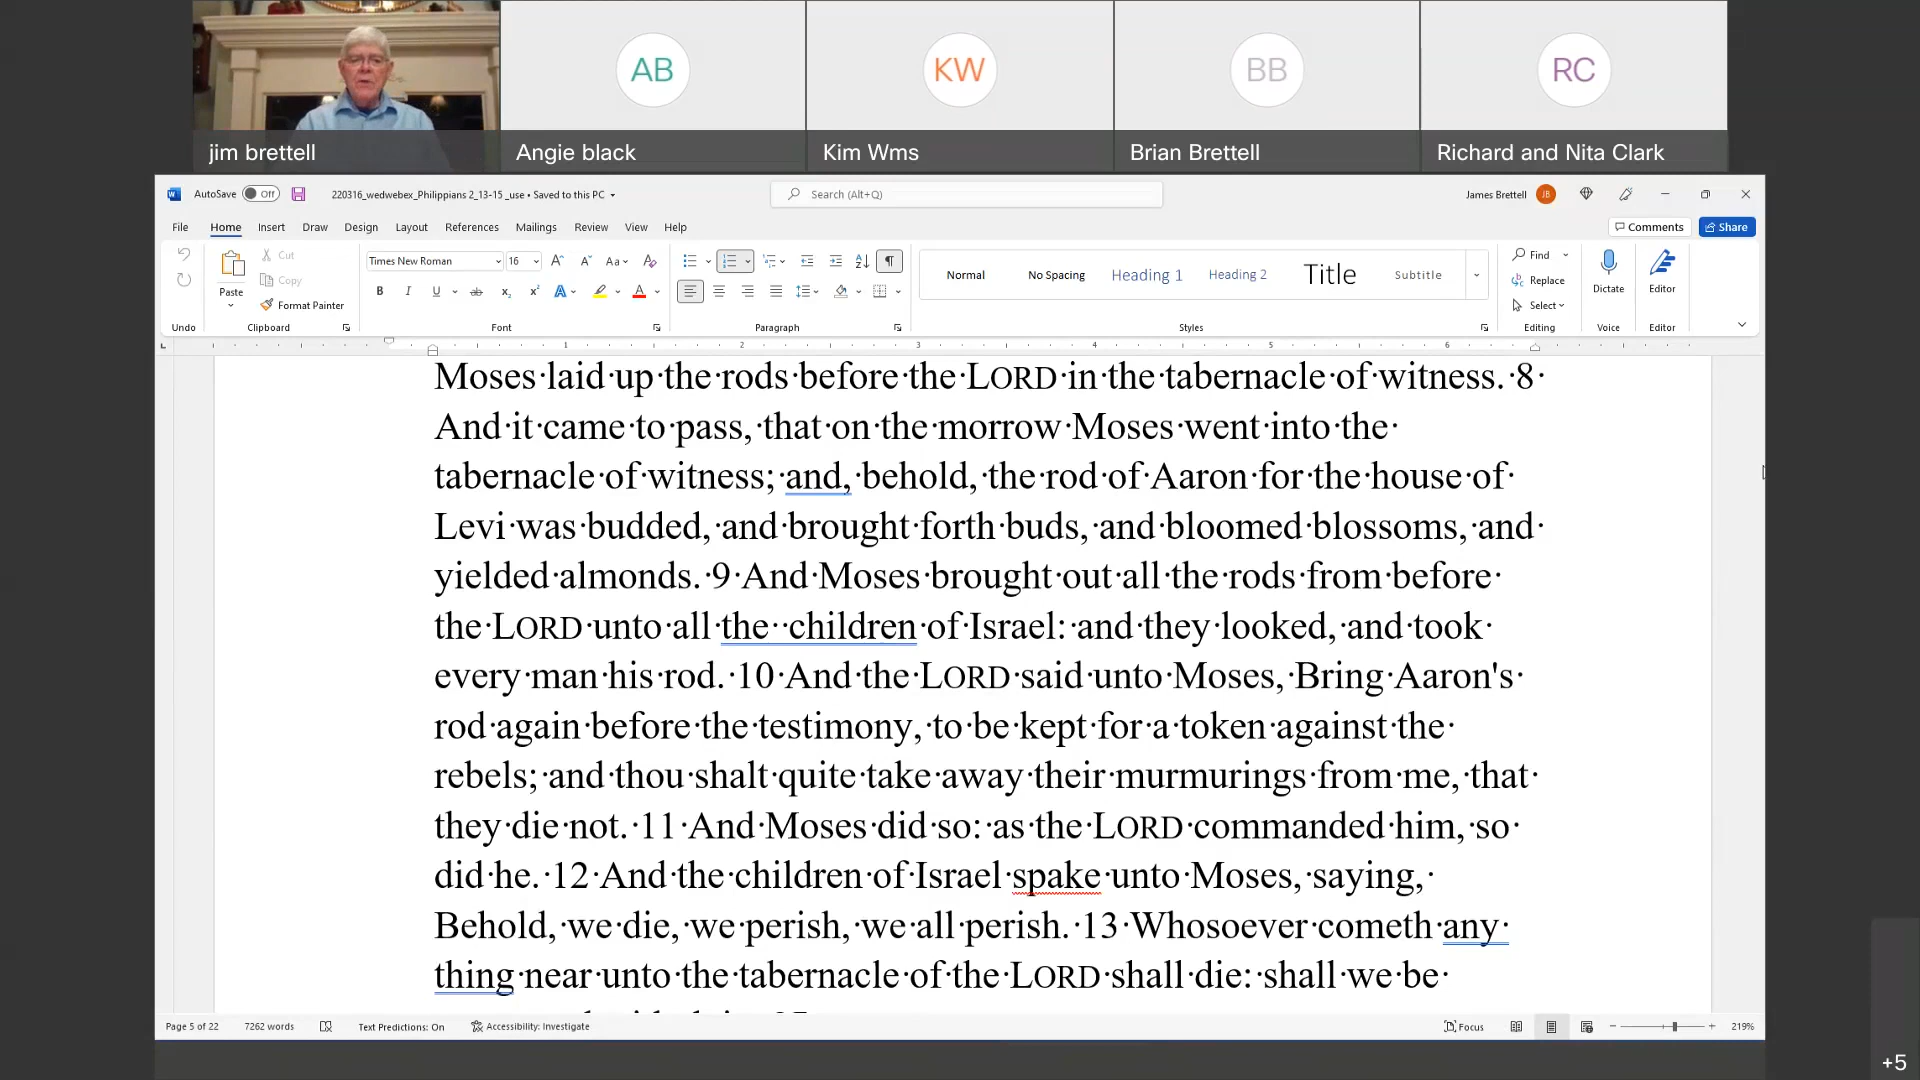 AB
KW
BB
RC
jim brettell
Angie black
Kim Wms
Brian Brettell
Richard and Nita Clark
AutoSave Off 220316_wedwebex_Philippians 2_13-15 _use • Saved to this PC
Search (Alt+Q)
James Brettell JB
File Home Insert Draw Design Layout References Mailings Review View Help
Comments Share
Paste
Cut
Copy
Format Painter
Times New Roman 16
Normal No Spacing Heading 1 Heading 2 Title Subtitle
Find
Replace
Select
Dictate
Editor
Undo Clipboard Font Paragraph Styles Editing Voice Editor
1 2 3 4 5 6
Moses laid up the rods before the LORD in the tabernacle of witness. 8
And it came to pass, that on the morrow Moses went into the
tabernacle of witness; and, behold, the rod of Aaron for the house of
Levi was budded, and brought forth buds, and bloomed blossoms, and
yielded almonds. 9 And Moses brought out all the rods from before
the LORD unto all the  children of Israel: and they looked, and took
every man his rod. 10 And the LORD said unto Moses, Bring Aaron's
rod again before the testimony, to be kept for a token against the
rebels; and thou shalt quite take away their murmurings from me, that
they die not. 11 And Moses did so: as the LORD commanded him, so
did he. 12 And the children of Israel spake unto Moses, saying,
Behold, we die, we perish, we all perish. 13 Whosoever cometh any
thing near unto the tabernacle of the LORD shall die: shall we be
Page 5 of 22 7262 words Text Predictions: On Accessibility: Investigate
Focus 219%
+5